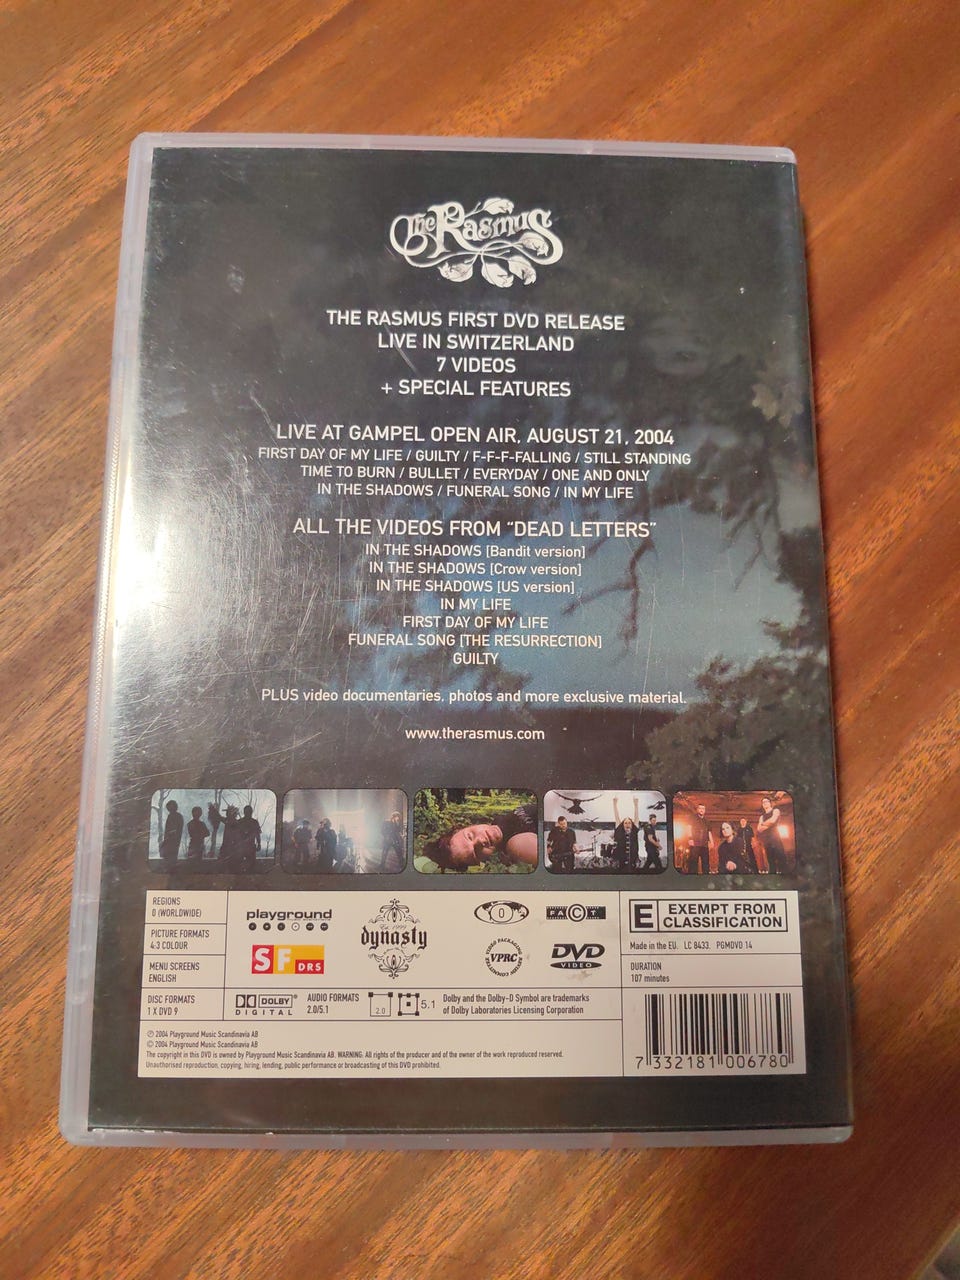 The Rasmus
THE RASMUS FIRST DVD RELEASE
LIVE IN SWITZERLAND
7 VIDEOS
+ SPECIAL FEATURES
LIVE AT GAMPEL OPEN AIR, AUGUST 21, 2004
FIRST DAY OF MY LIFE / GUILTY / F-F-F-FALLING / STILL STANDING
TIME TO BURN / BULLET / EVERYDAY / ONE AND ONLY
IN THE SHADOWS / FUNERAL SONG / IN MY LIFE
ALL THE VIDEOS FROM “DEAD LETTERS”
IN THE SHADOWS [Bandit version]
IN THE SHADOWS [Crow version]
IN THE SHADOWS [US version]
IN MY LIFE
FIRST DAY OF MY LIFE
FUNERAL SONG [THE RESURRECTION]
GUILTY
PLUS video documentaries, photos and more exclusive material.
www.therasmus.com
REGIONS
0 (WORLDWIDE)
PICTURE FORMATS
4:3 COLOUR
MENU SCREENS
ENGLISH
DISC FORMATS
1 X DVD 9
playground
SF DRS
Est. 1999
dynasty
0
FACT
VIDEO PACKAGING REVIEW COMMITTEE
VPRC
DVD
VIDEO
E EXEMPT FROM
CLASSIFICATION
Made in the EU. LC 8433. PGMDVD 14
DURATION
107 minutes
DOLBY
DIGITAL
AUDIO FORMATS
2.0/5.1
2.0
5.1
Dolby and the Dolby-D Symbol are trademarks
of Dolby Laboratories Licensing Corporation
℗ 2004 Playground Music Scandinavia AB
© 2004 Playground Music Scandinavia AB
The copyright in this DVD is owned by Playground Music Scandinavia AB. WARNING: All rights of the producer and of the owner of the work reproduced reserved.
Unauthorised reproduction, copying, hiring, lending, public performance or broadcasting of this DVD prohibited.
7 332181 006780